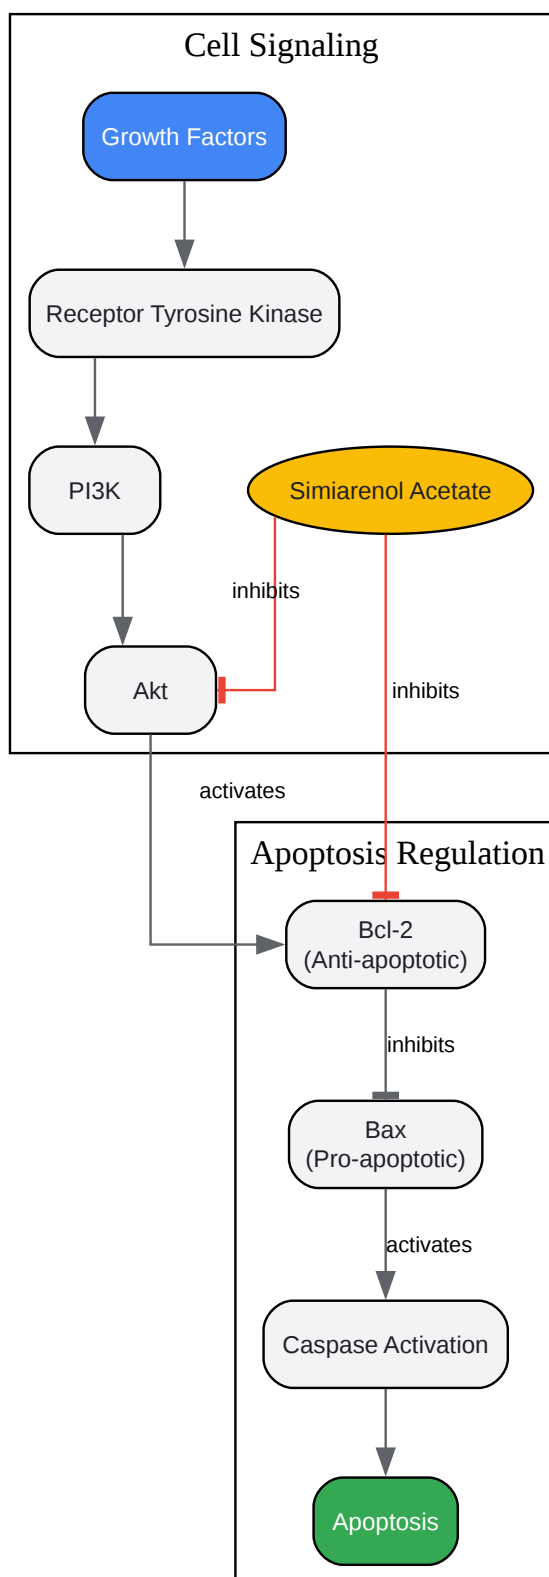 Cell Signaling
Growth Factors
Receptor Tyrosine Kinase
PI3K
Simiarenol Acetate
inhibits
Akt
inhibits
activates
Apoptosis Regulation
Bcl-2
(Anti-apoptotic)
inhibits
Bax
(Pro-apoptotic)
activates
Caspase Activation
Apoptosis